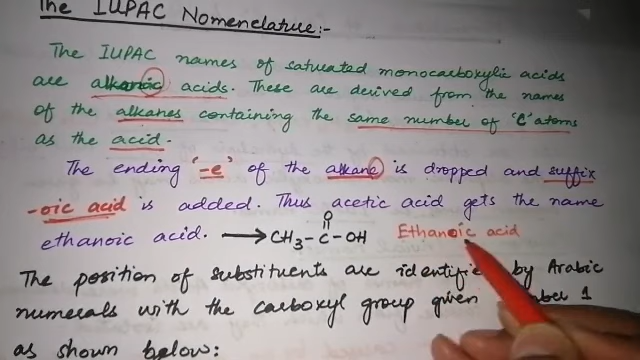 The IUPAC Nomenclature:-
The IUPAC names of saturated monocarboxylic acids
are alkanoic acids. These are derived from the names
of the alkanes containing the same number of 'C' atoms
as the acid.
The ending '-e' of the alkane is dropped and suffix
-oic acid is added. Thus acetic acid gets the name
ethanoic acid. → CH3-C-OH Ethanoic acid
O
The position of substituents are identifie by Arabic
numerals with the carboxyl group given abel 1
as shown below: